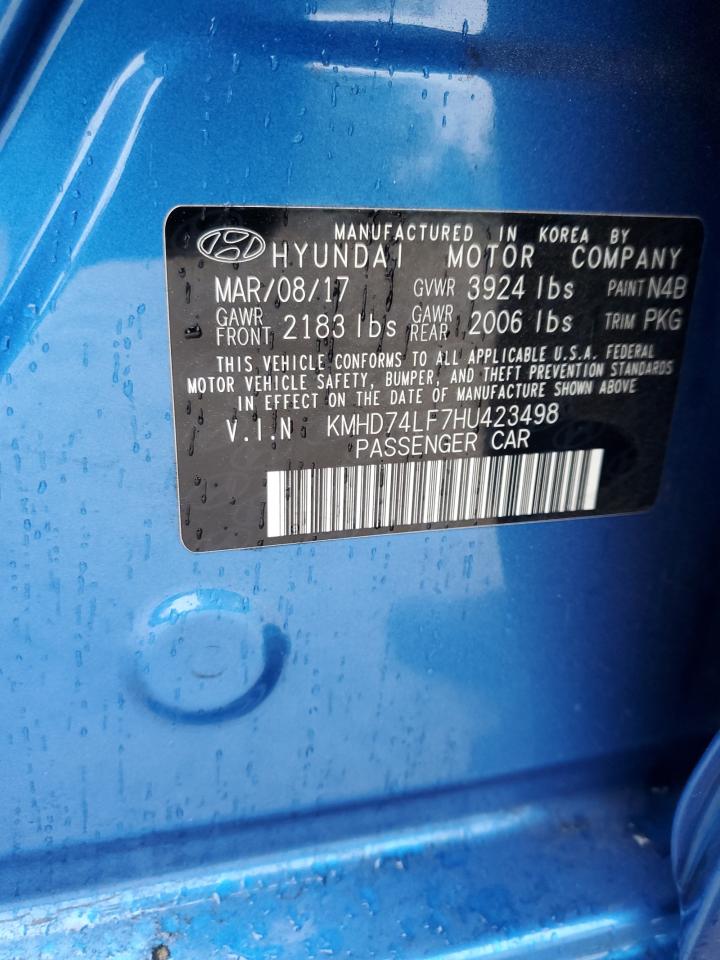 MANUFACTURED IN KOREA BY
HYUNDAI MOTOR COMPANY
MAR/08/17 GVWR 3924 lbs PAINT N4B
GAWR FRONT 2183 lbs GAWR REAR 2006 lbs TRIM PKG
THIS VEHICLE CONFORMS TO ALL APPLICABLE U.S.A. FEDERAL
MOTOR VEHICLE SAFETY, BUMPER, AND THEFT PREVENTION STANDARDS
IN EFFECT ON THE DATE OF MANUFACTURE SHOWN ABOVE
V.I.N KMHD74LF7HU423498
PASSENGER CAR